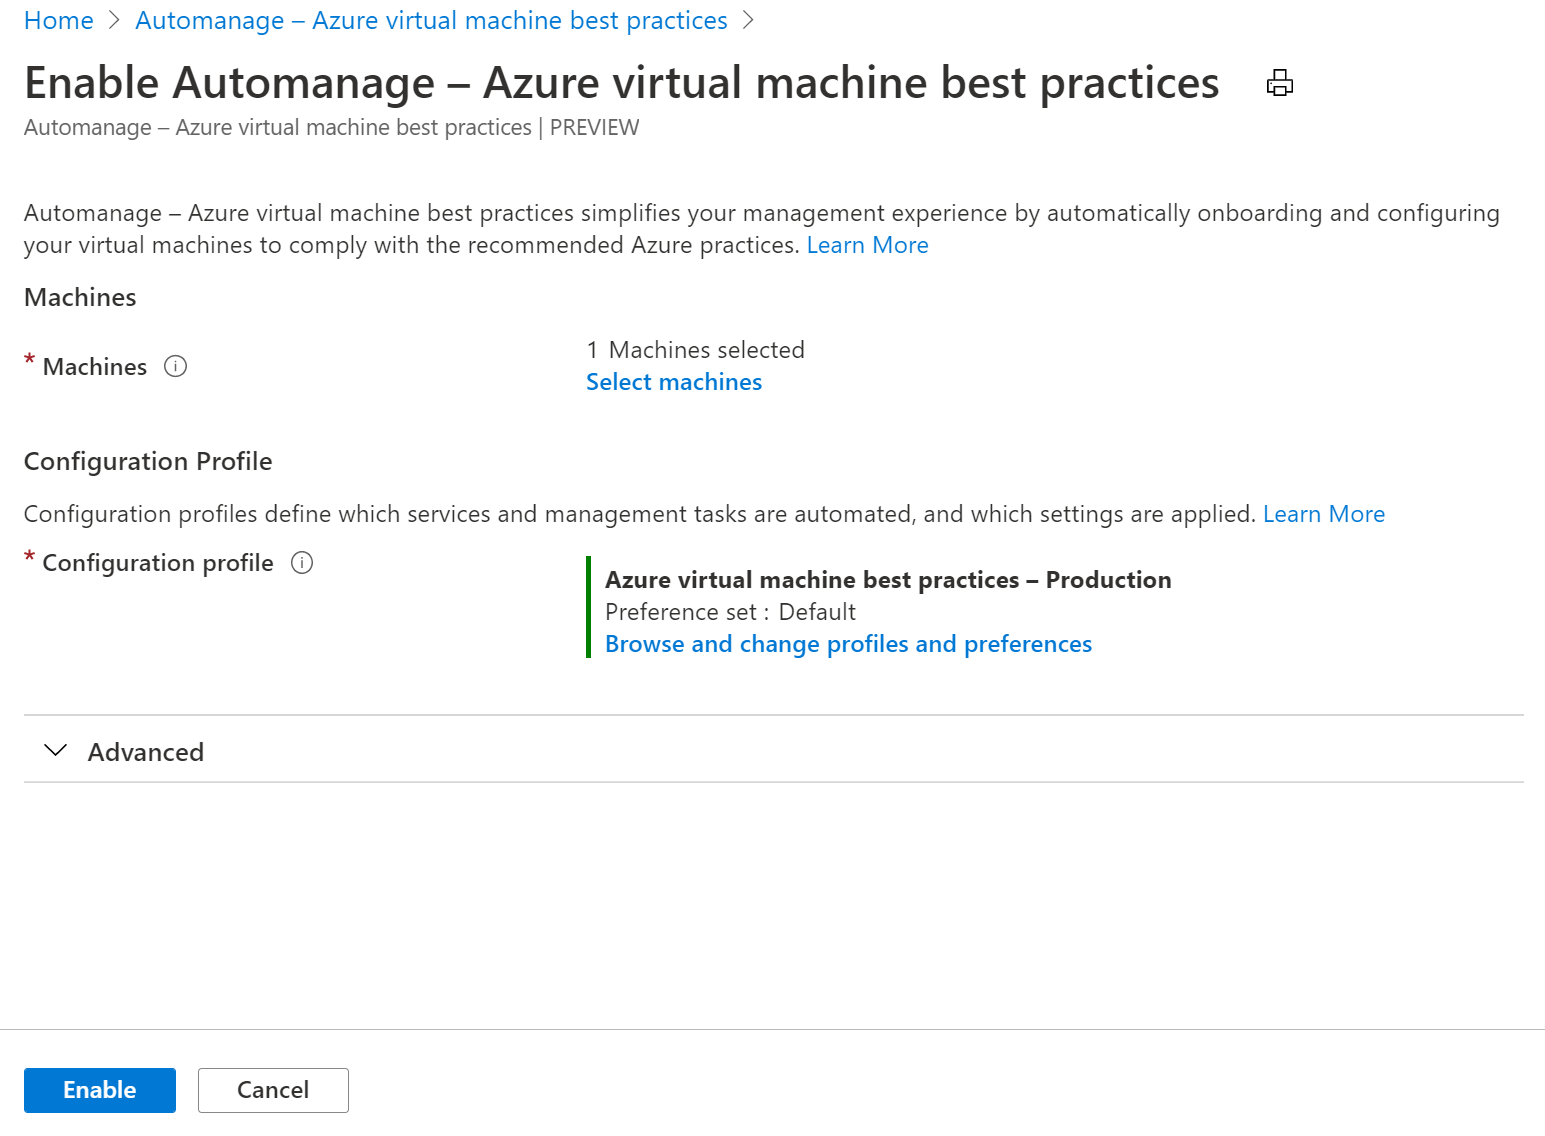 Home > Automanage – Azure virtual machine best practices >
Enable Automanage – Azure virtual machine best practices
Automanage – Azure virtual machine best practices | PREVIEW
Automanage – Azure virtual machine best practices simplifies your management experience by automatically onboarding and configuring
your virtual machines to comply with the recommended Azure practices. Learn More
Machines
* Machines
1 Machines selected
Select machines
Configuration Profile
Configuration profiles define which services and management tasks are automated, and which settings are applied. Learn More
* Configuration profile
Azure virtual machine best practices – Production
Preference set : Default
Browse and change profiles and preferences
Advanced
Enable Cancel